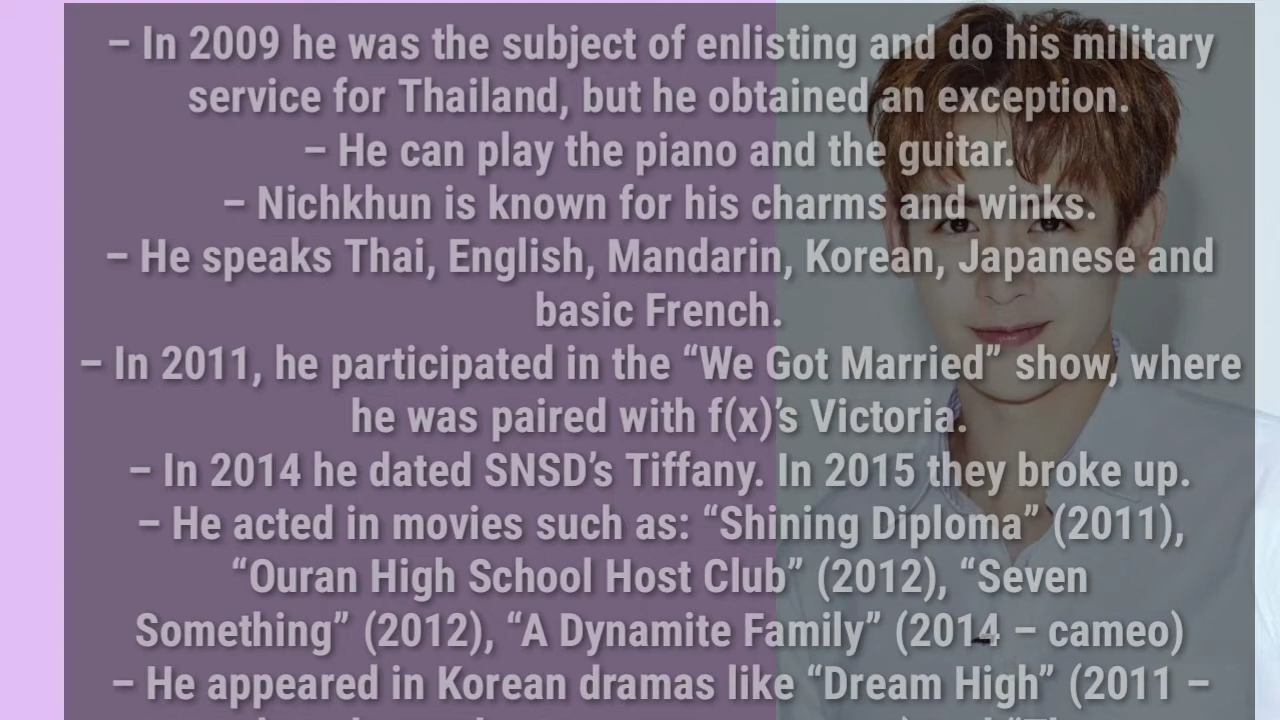 – In 2009 he was the subject of enlisting and do his military
service for Thailand, but he obtained an exception.
– He can play the piano and the guitar.
– Nichkhun is known for his charms and winks.
– He speaks Thai, English, Mandarin, Korean, Japanese and
basic French.
– In 2011, he participated in the “We Got Married” show, where
he was paired with f(x)’s Victoria.
– In 2014 he dated SNSD’s Tiffany. In 2015 they broke up.
– He acted in movies such as: “Shining Diploma” (2011),
“Ouran High School Host Club” (2012), “Seven
Something” (2012), “A Dynamite Family” (2014 – cameo)
– He appeared in Korean dramas like “Dream High” (2011 –